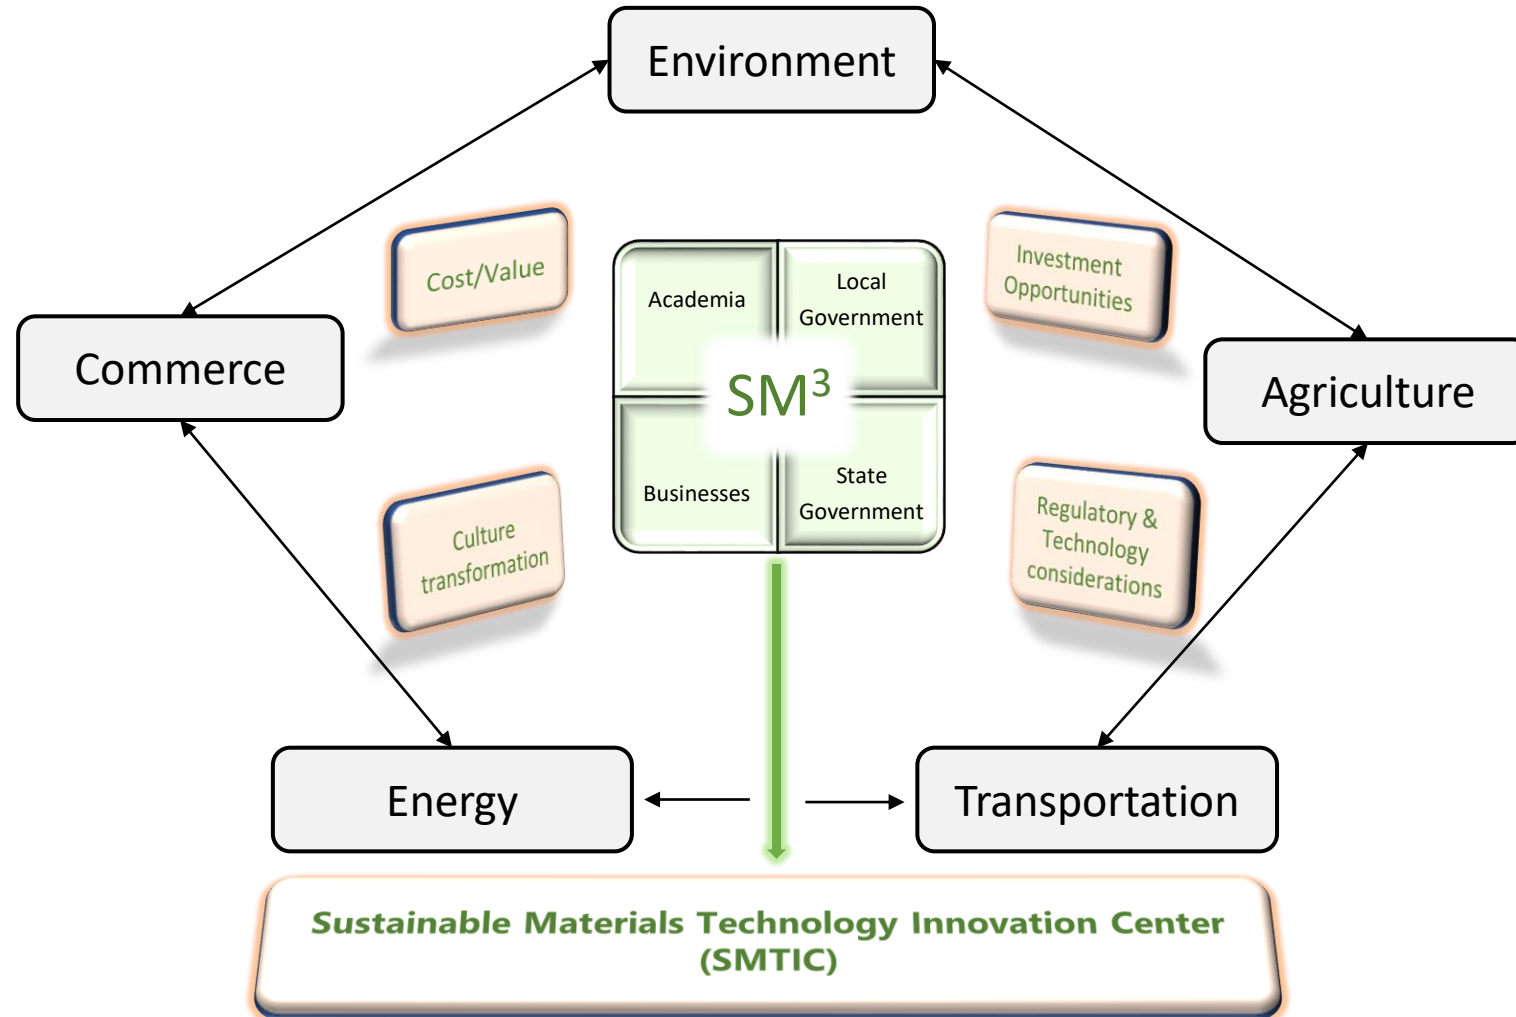 Environment
Cost/Value
Investment
Opportunities
Academia
Local
Government
Commerce
SM³
Agriculture
Businesses
State
Government
Culture
transformation
Regulatory &
Technology
considerations
Energy
Transportation
Sustainable Materials Technology Innovation Center
(SMTIC)